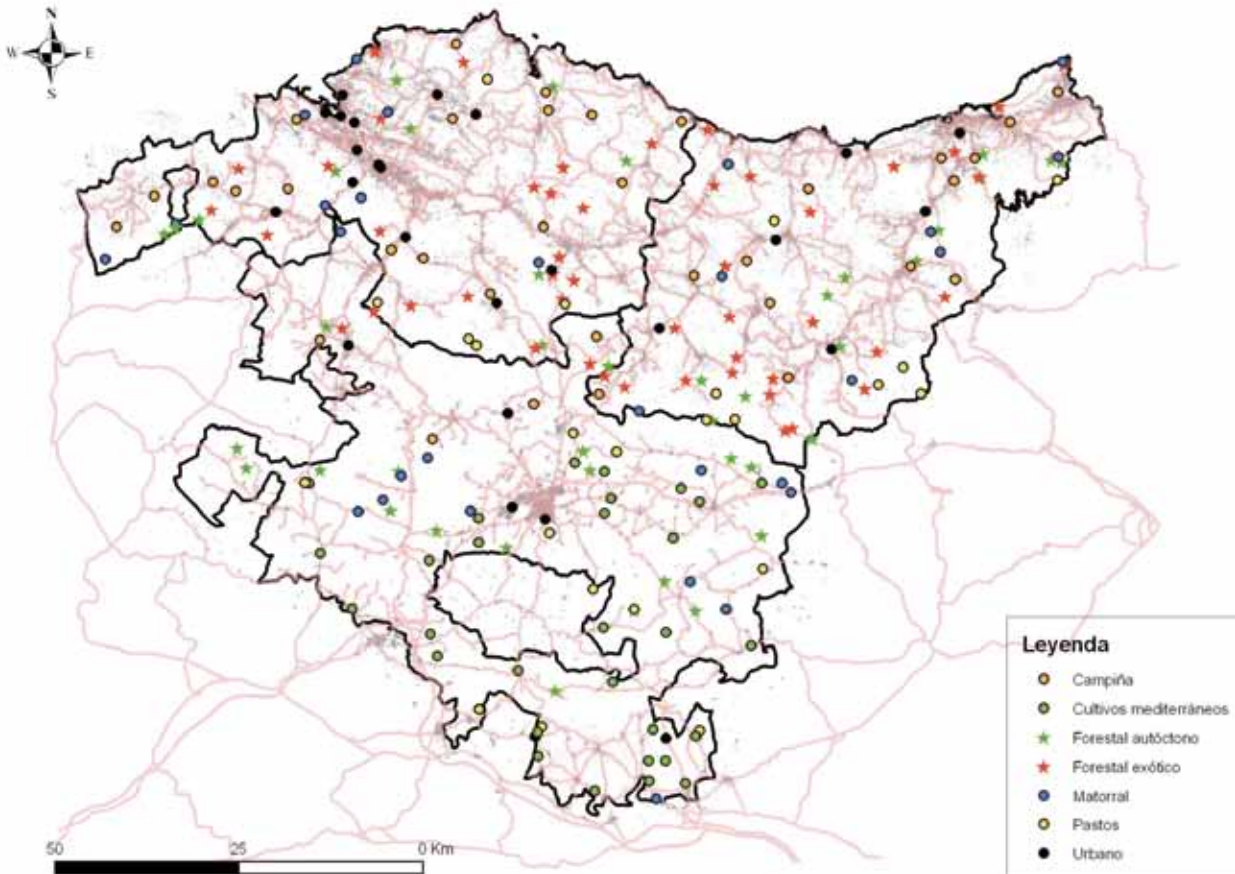 N
W E
S
Leyenda
Campiña
Cultivos mediterráneos
Forestal autóctono
Forestal exótico
Matorral
Pastos
Urbano
50 25 0 Km